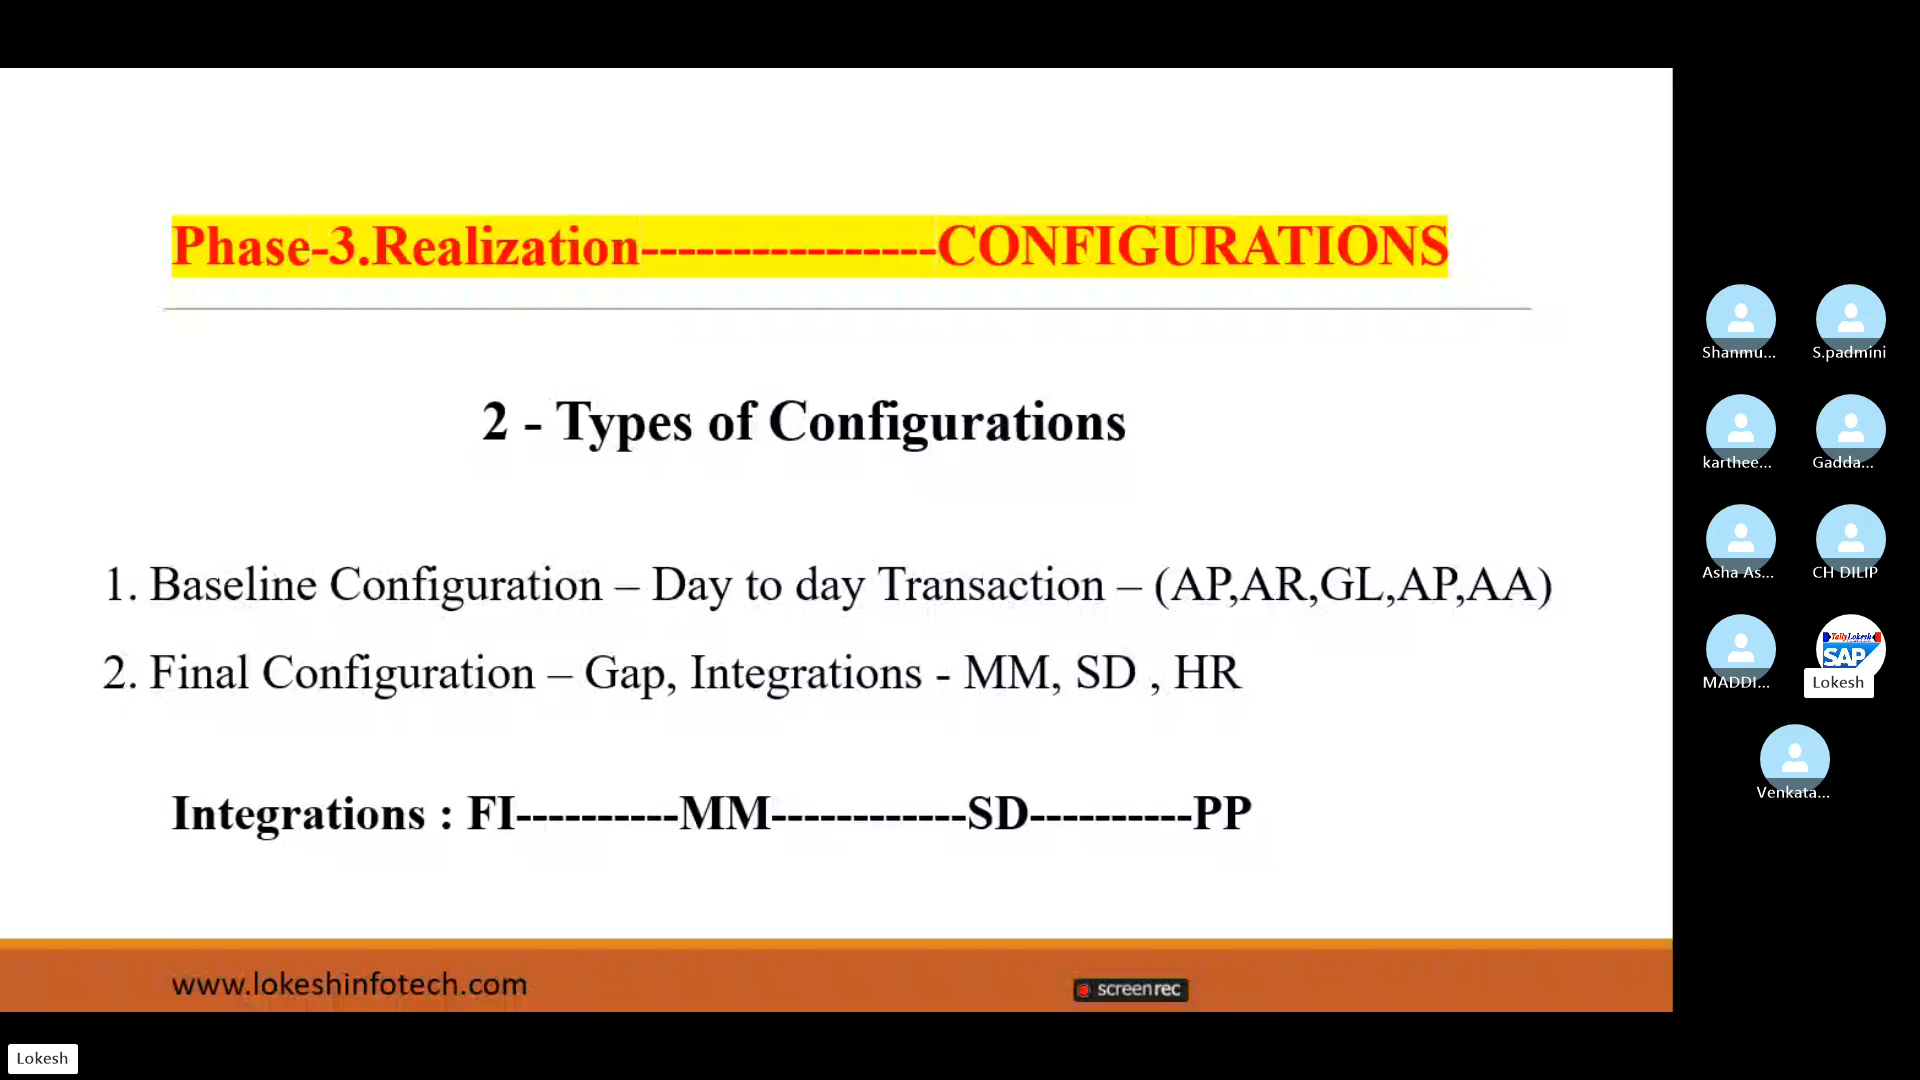 Phase-3.Realization----------------CONFIGURATIONS
2 - Types of Configurations
1. Baseline Configuration – Day to day Transaction – (AP,AR,GL,AP,AA)
2. Final Configuration – Gap, Integrations - MM, SD , HR
Integrations : FI----------MM------------SD----------PP
www.lokeshinfotech.com
screenrec
Shanmu...
S.padmini
karthee...
Gadda...
Asha As...
CH DILIP
MADDI...
TallyLokesh
SAP
Lokesh
Venkata...
Lokesh